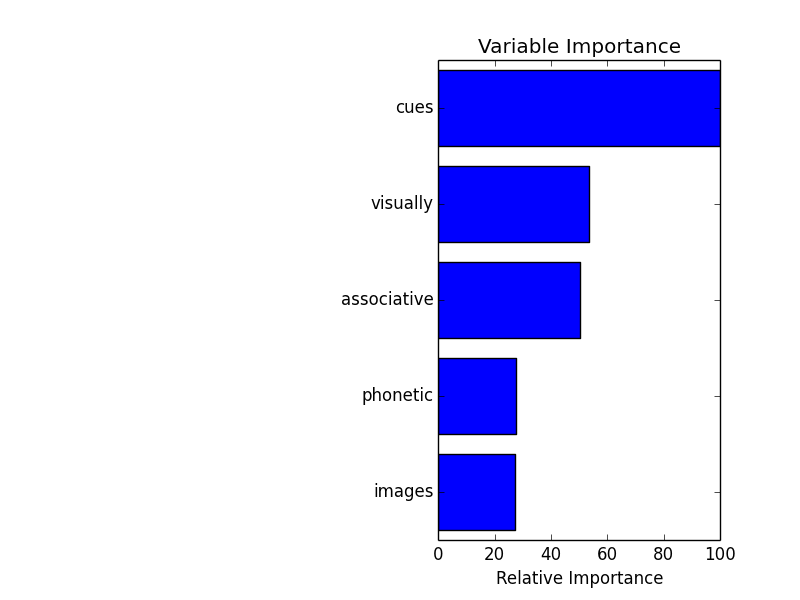 Variable Importance
cues
visually
associative
phonetic
images
0 20 40 60 80 100
Relative Importance